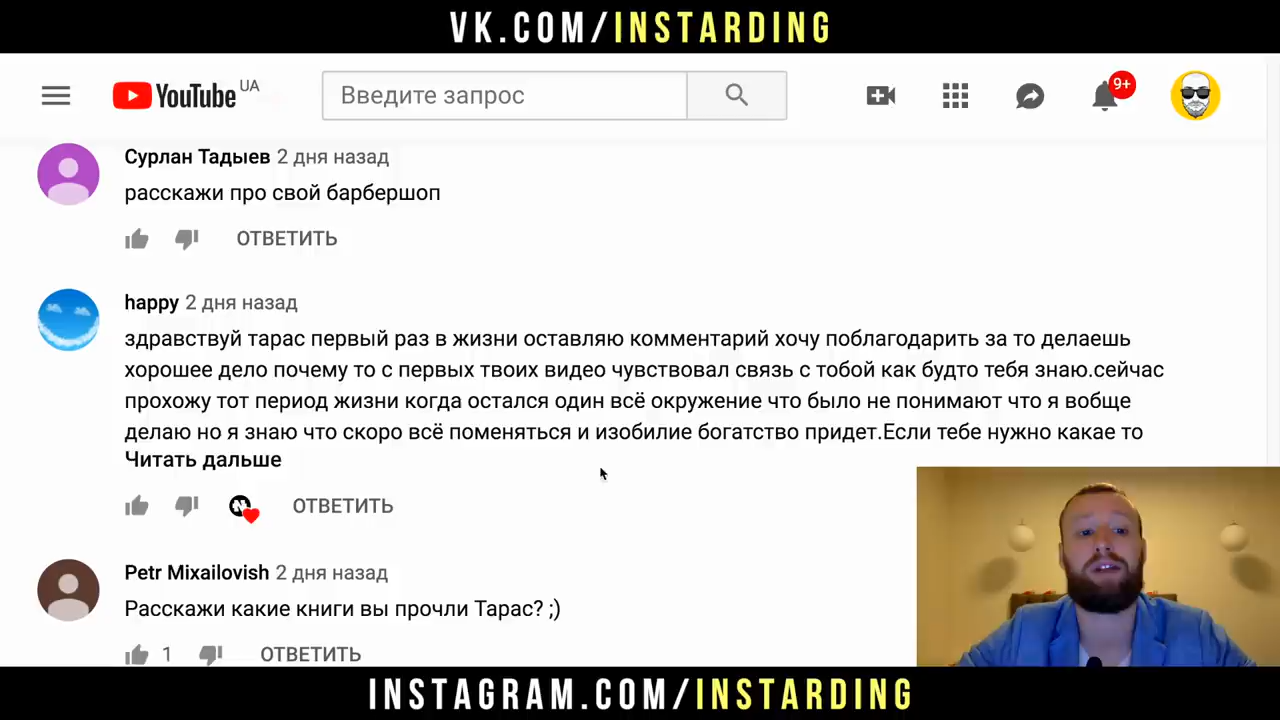 VK.COM/INSTARDING
YouTube UA
Введите запрос
9+
Сурлан Тадыев 2 дня назад
расскажи про свой барбершоп
ОТВЕТИТЬ
happy 2 дня назад
здравствуй тарас первый раз в жизни оставляю комментарий хочу поблагодарить за то делаешь
хорошее дело почему то с первых твоих видео чувствовал связь с тобой как будто тебя знаю.сейчас
прохожу тот период жизни когда остался один всё окружение что было не понимают что я вобще
делаю но я знаю что скоро всё поменяться и изобилие богатство придет.Если тебе нужно какае то
Читать дальше
ОТВЕТИТЬ
Petr Mixailovish 2 дня назад
Расскажи какие книги вы прочли Тарас? ;)
1 ОТВЕТИТЬ
INSTAGRAM.COM/INSTARDING